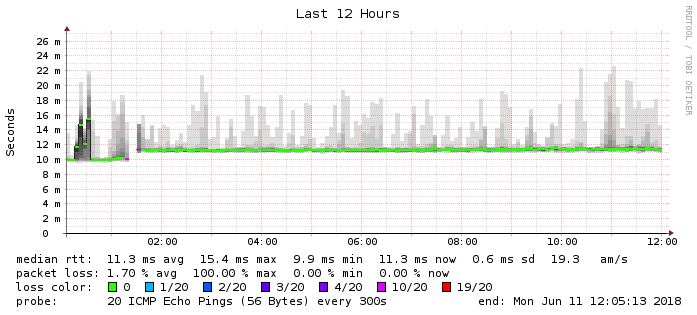 Last 12 Hours
RRDTOOL / TOBI OETIKER
Seconds
26 m
24 m
22 m
20 m
18 m
16 m
14 m
12 m
10 m
8 m
6 m
4 m
2 m
0
02:00 04:00 06:00 08:00 10:00 12:00
median rtt: 11.3 ms avg 15.4 ms max 9.9 ms min 11.3 ms now 0.6 ms sd 19.3 am/s
packet loss: 1.70 % avg 100.00 % max 0.00 % min 0.00 % now
loss color: 0 1/20 2/20 3/20 4/20 10/20 19/20
probe: 20 ICMP Echo Pings (56 Bytes) every 300s end: Mon Jun 11 12:05:13 2018